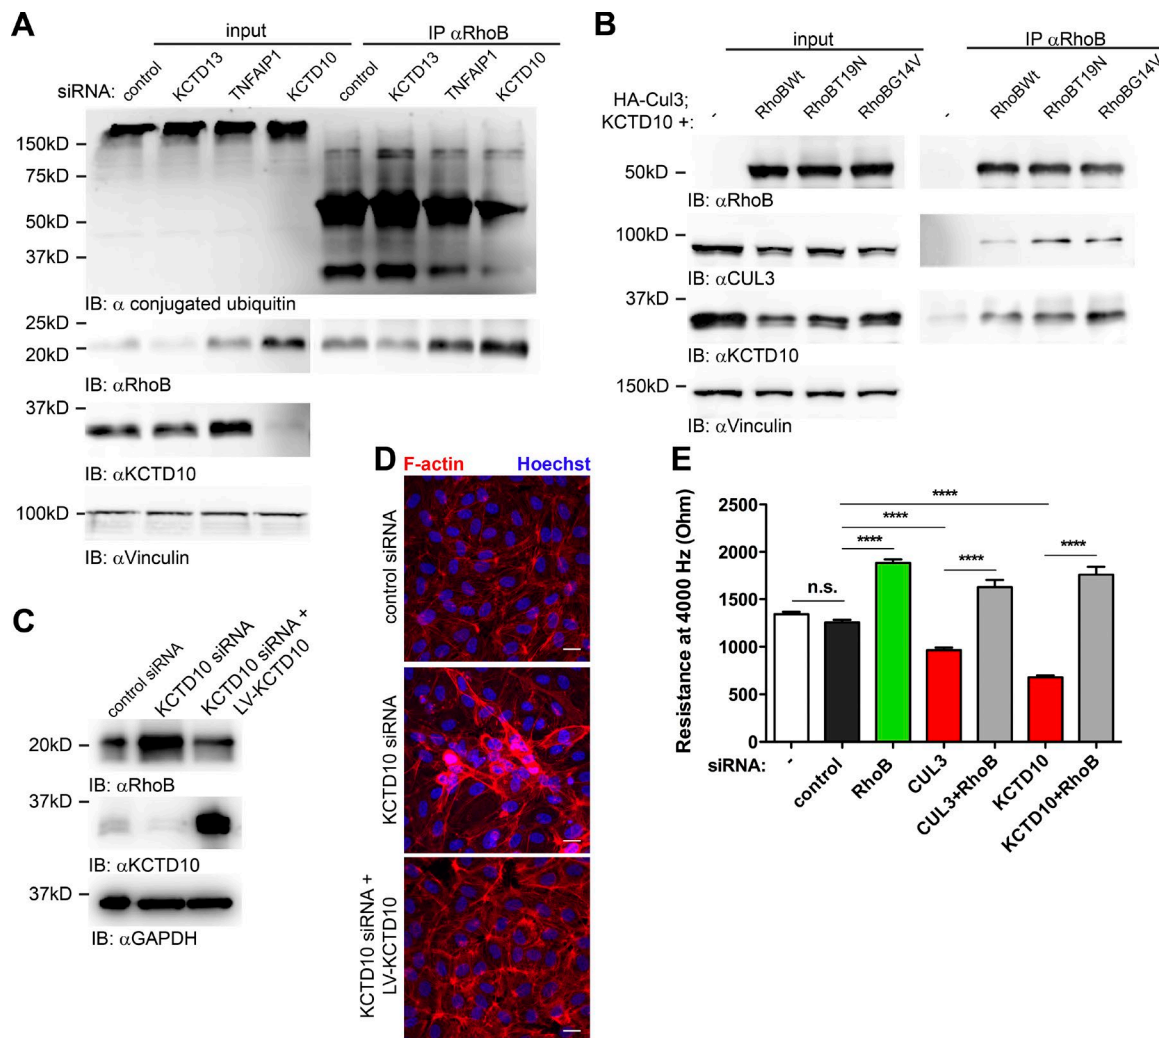 A
input
IP αRhoB
siRNA:
control
KCTD13
TNFAIP1
KCTD10
control
KCTD13
TNFAIP1
KCTD10
150kD
75kD
50kD
37kD
IB: α conjugated ubiquitin
25kD
20kD
IB: αRhoB
37kD
IB: αKCTD10
100kD
IB: αVinculin
B
input
IP αRhoB
HA-Cul3;
KCTD10 +:
-
RhoBWt
RhoBT19N
RhoBG14V
-
RhoBWt
RhoBT19N
RhoBG14V
50kD
IB: αRhoB
100kD
IB: αCUL3
37kD
IB: αKCTD10
150kD
IB: αVinculin
C
control siRNA
KCTD10 siRNA
KCTD10 siRNA +
LV-KCTD10
20kD
IB: αRhoB
37kD
IB: αKCTD10
37kD
IB: αGAPDH
D
F-actin
Hoechst
control siRNA
KCTD10 siRNA
KCTD10 siRNA +
LV-KCTD10
E
Resistance at 4000 Hz (Ohm)
2500
2000
1500
1000
500
0
n.s.
****
****
****
****
****
siRNA:
-
control
RhoB
CUL3
CUL3+RhoB
KCTD10
KCTD10+RhoB